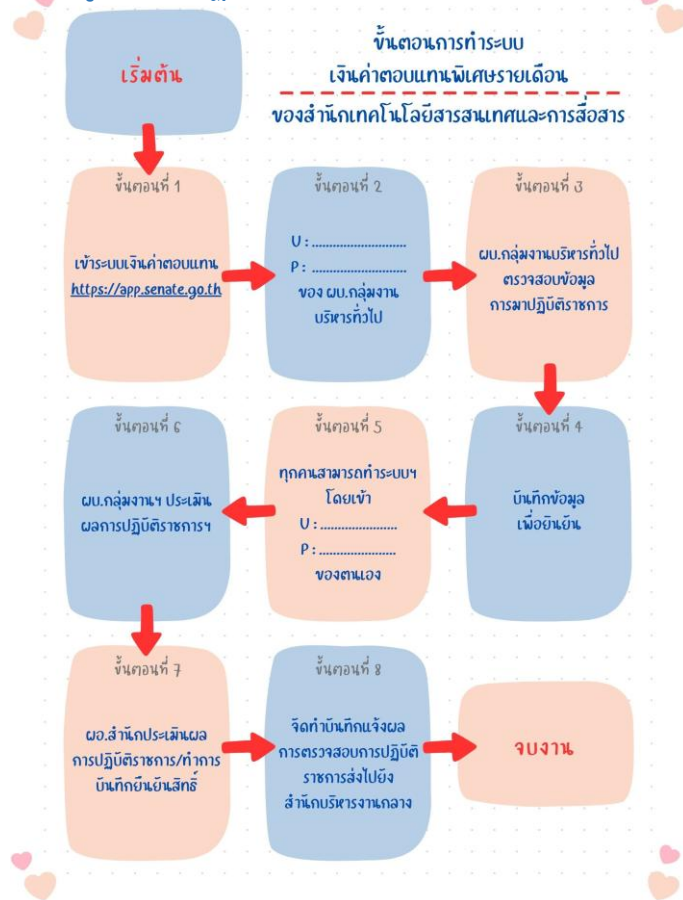 เริ่มต้น
ขั้นตอนการทำระบบ
เงินค่าตอบแทนพิเศษรายเดือน
ของสำนักเทคโนโลยีสารสนเทศและการสื่อสาร
ขั้นตอนที่ 1
เข้าระบบเงินค่าตอบแทน
https://app.senate.go.th
ขั้นตอนที่ 2
U : ...........................
P : ...........................
ของ ผบ.กลุ่มงาน
บริหารทั่วไป
ขั้นตอนที่ 3
ผบ.กลุ่มงานบริหารทั่วไป
ตรวจสอบข้อมูล
การมาปฏิบัติราชการ
ขั้นตอนที่ 4
บันทึกข้อมูล
เพื่อยืนยัน
ขั้นตอนที่ 5
ทุกคนสามารถทำระบบฯ
โดยเข้า
U : ......................
P : ......................
ของตนเอง
ขั้นตอนที่ 6
ผบ.กลุ่มงานฯ ประเมิน
ผลการปฏิบัติราชการฯ
ขั้นตอนที่ 7
ผอ.สำนักประเมินผล
การปฏิบัติราชการ/ทำการ
บันทึกยืนยันสิทธิ์
ขั้นตอนที่ 8
จัดทำบันทึกแจ้งผล
การตรวจสอบการปฏิบัติ
ราชการส่งไปยัง
สำนักบริหารงานกลาง
จบงาน